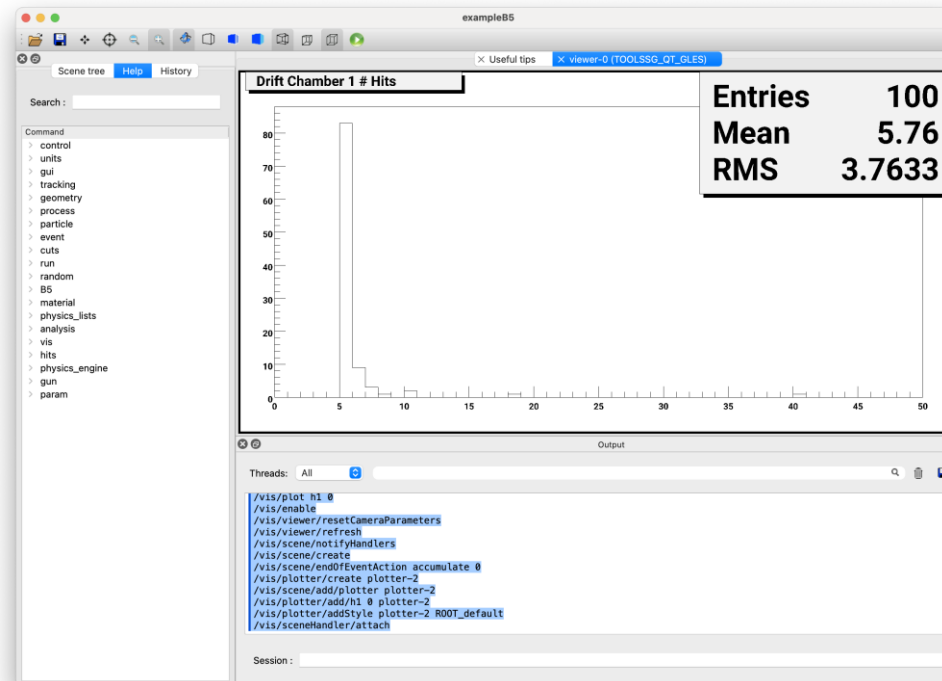 exampleB5
Useful tips
viewer-0 (TOOLSSG_QT_GLES)
Scene tree
Help
History
Search :
Command
control
units
gui
tracking
geometry
process
particle
event
cuts
run
random
B5
material
physics_lists
analysis
vis
hits
physics_engine
gun
param
Drift Chamber 1 # Hits
Entries 100
Mean 5.76
RMS 3.7633
80
70
60
50
40
30
20
10
0
0 5 10 15 20 25 30 35 40 45 50
Output
Threads: All
/vis/plot h1 0
/vis/enable
/vis/viewer/resetCameraParameters
/vis/viewer/refresh
/vis/scene/notifyHandlers
/vis/scene/create
/vis/scene/endOfEventAction accumulate 0
/vis/plotter/create plotter-2
/vis/scene/add/plotter plotter-2
/vis/plotter/add/h1 0 plotter-2
/vis/plotter/addStyle plotter-2 ROOT_default
/vis/sceneHandler/attach
Session :